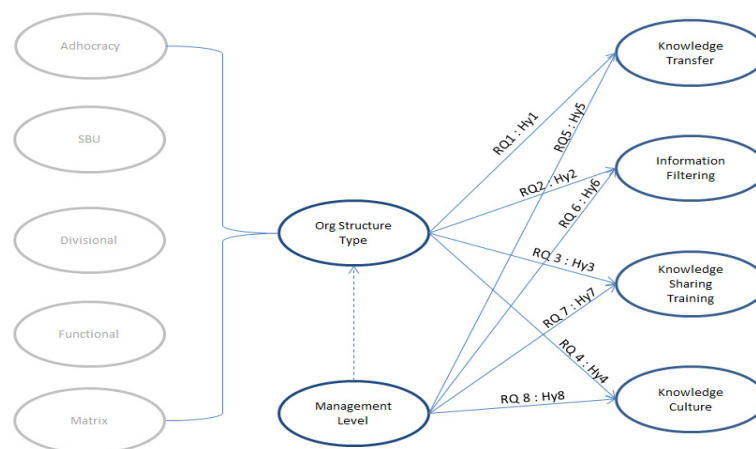 Adhocracy
SBU
Divisional
Functional
Matrix
Org Structure
Type
Management
Level
RQ1 : Hy1
RQ5 : Hy5
RQ2 : Hy2
RQ 6 : Hy6
RQ 3 : Hy3
RQ 7 : Hy7
RQ 4 : Hy4
RQ 8 : Hy8
Knowledge
Transfer
Information
Filtering
Knowledge
Sharing
Training
Knowledge
Culture